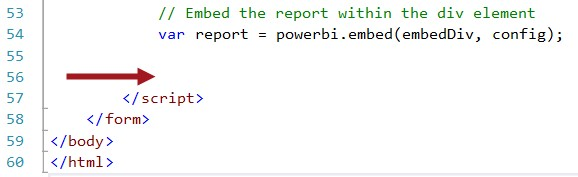 53 // Embed the report within the div element
54 var report = powerbi.embed(embedDiv, config);
55
56
57 </script>
58 </form>
59 </body>
60 </html>